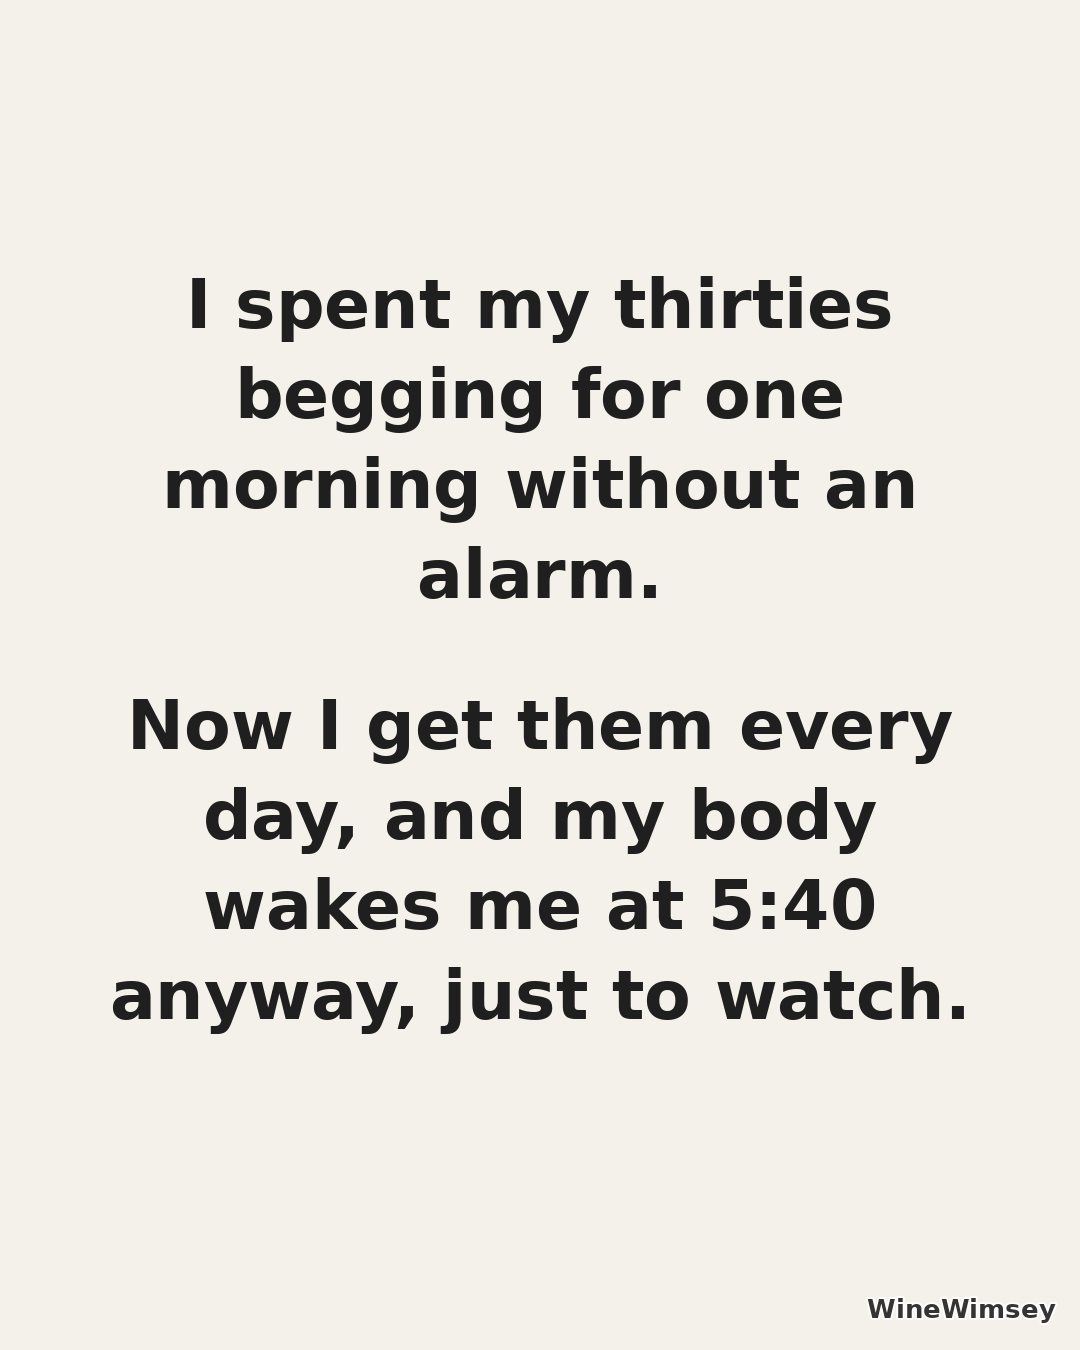 I spent my thirties
begging for one
morning without an
alarm.
Now I get them every
day, and my body
wakes me at 5:40
anyway, just to watch.
WineWimsey